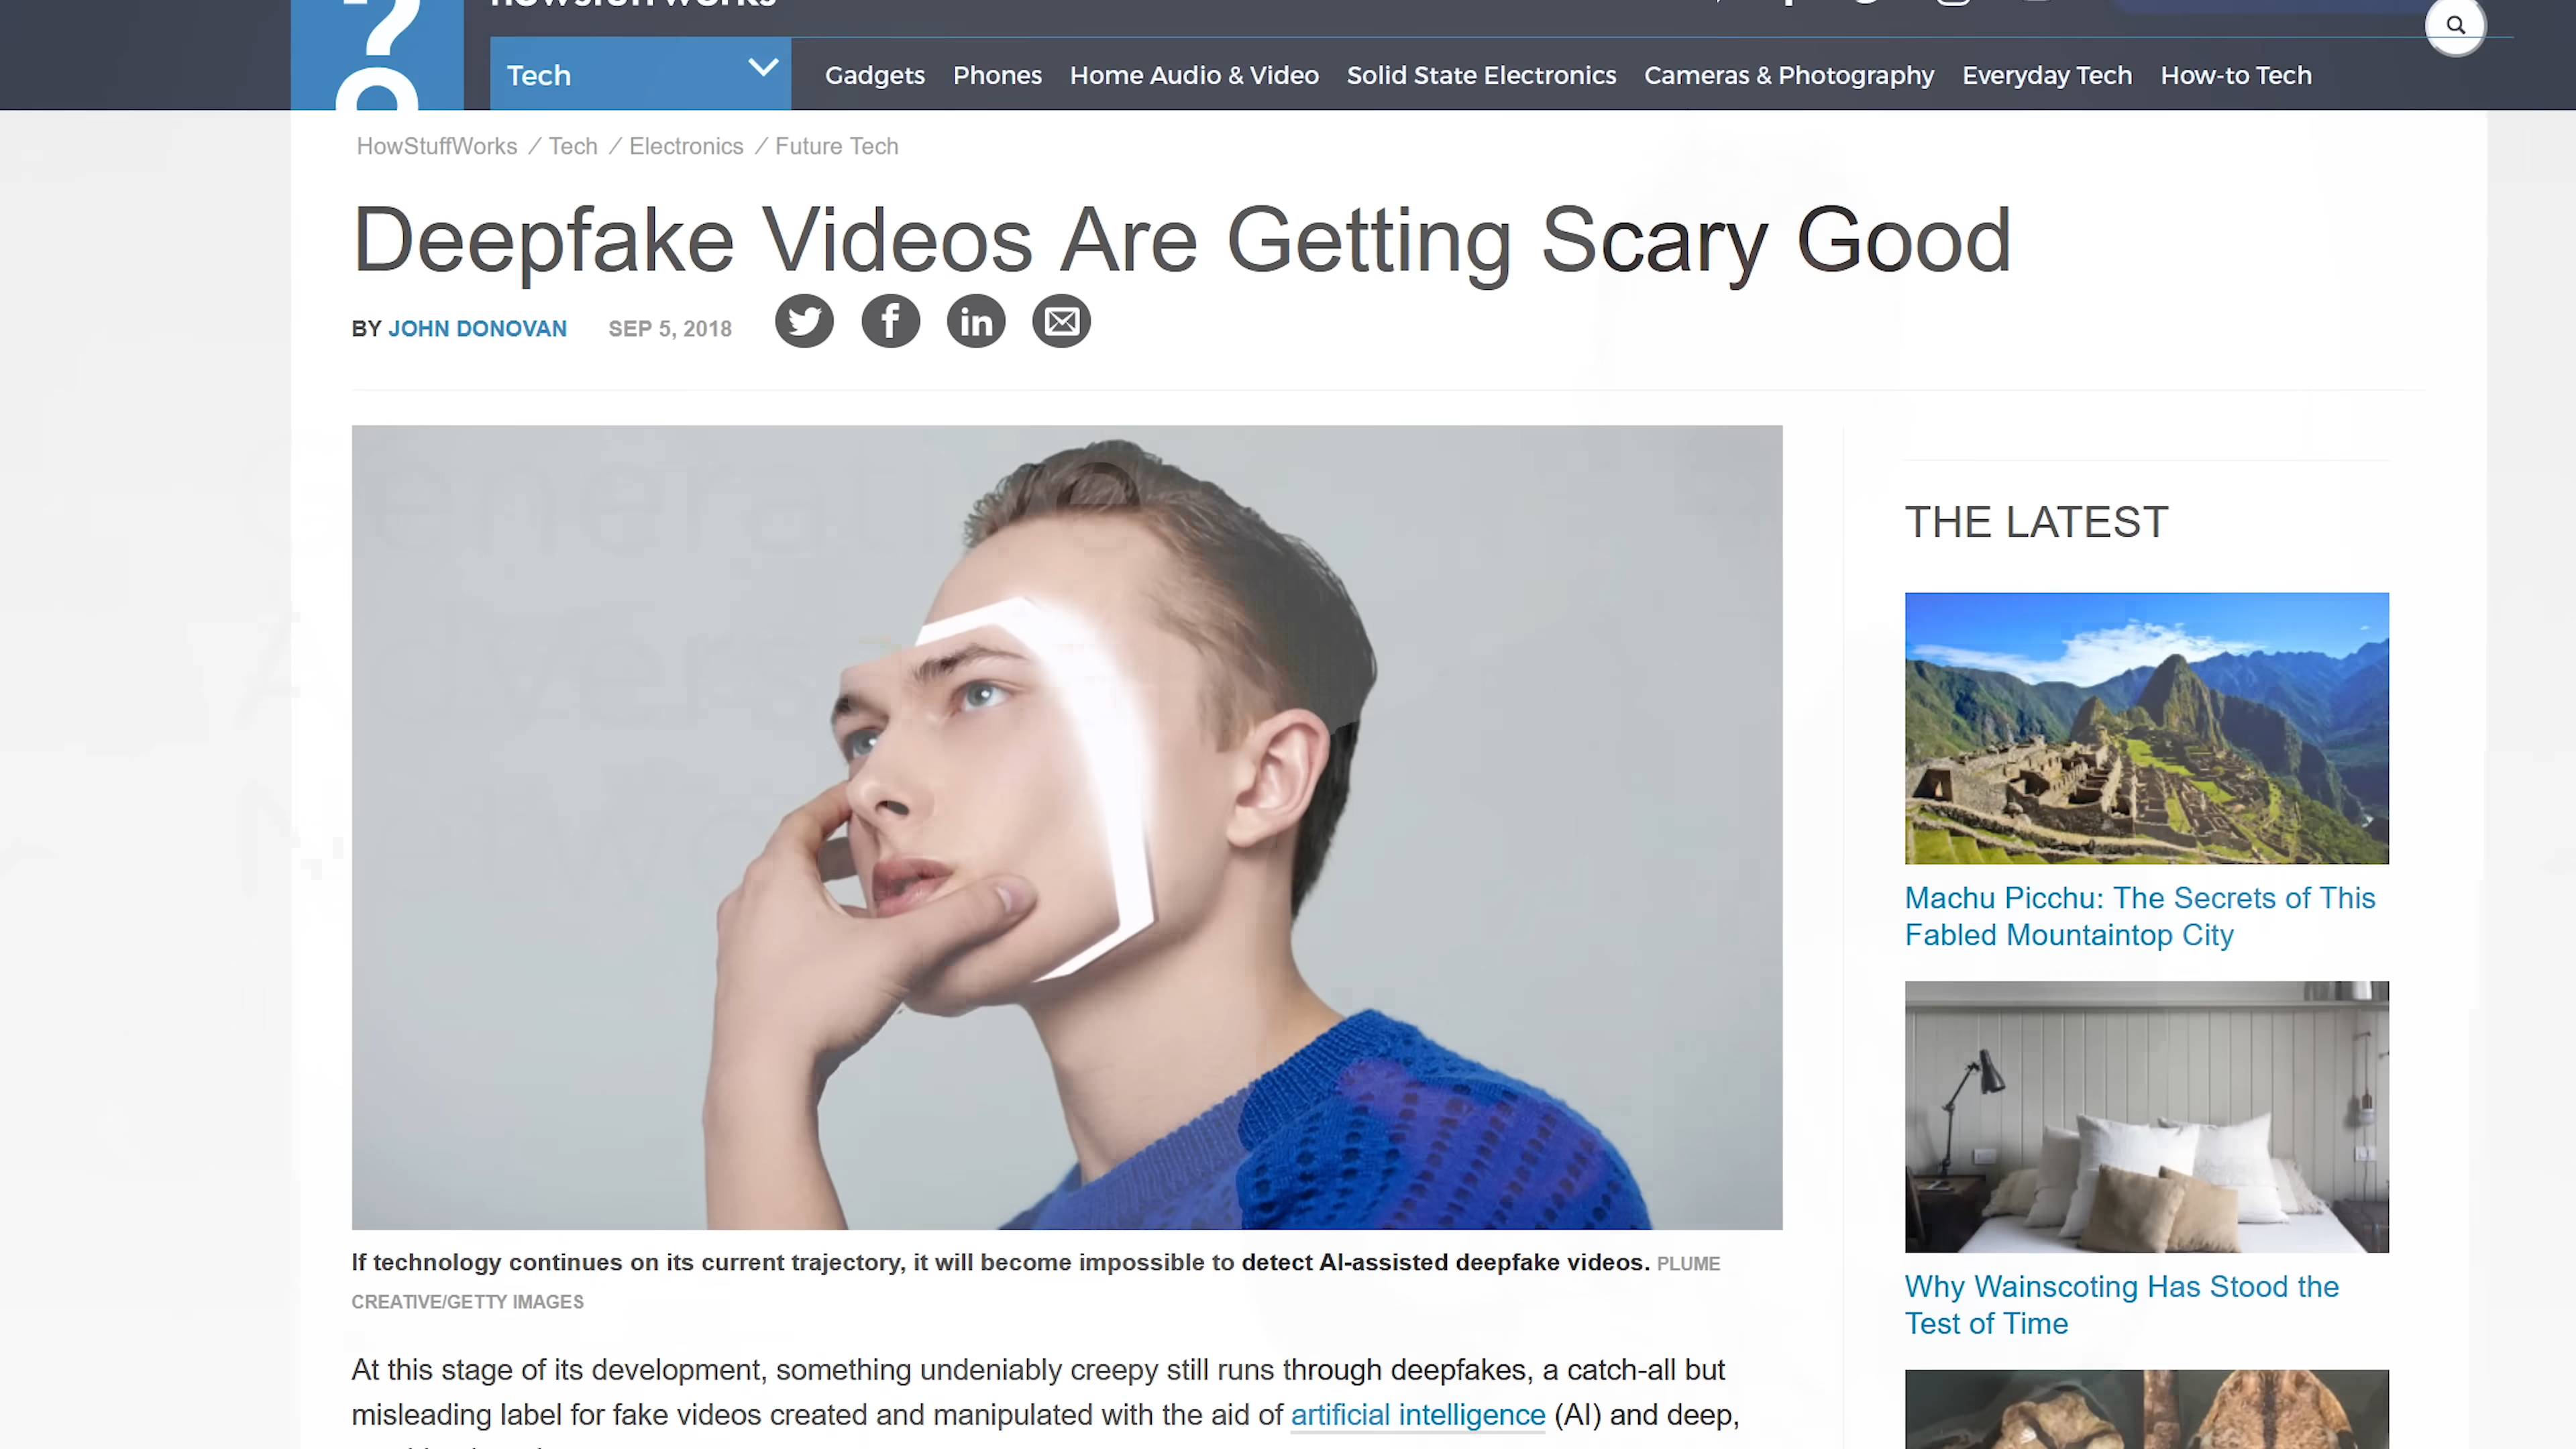 howstuffworks
Tech
Gadgets Phones Home Audio & Video Solid State Electronics Cameras & Photography Everyday Tech How-to Tech
HowStuffWorks / Tech / Electronics / Future Tech
Deepfake Videos Are Getting Scary Good
BY JOHN DONOVAN SEP 5, 2018
Generative
Advers
Netwo
THE LATEST
Machu Picchu: The Secrets of This
Fabled Mountaintop City
Why Wainscoting Has Stood the
Test of Time
If technology continues on its current trajectory, it will become impossible to detect AI-assisted deepfake videos. PLUME
CREATIVE/GETTY IMAGES
At this stage of its development, something undeniably creepy still runs through deepfakes, a catch-all but
misleading label for fake videos created and manipulated with the aid of artificial intelligence (AI) and deep,